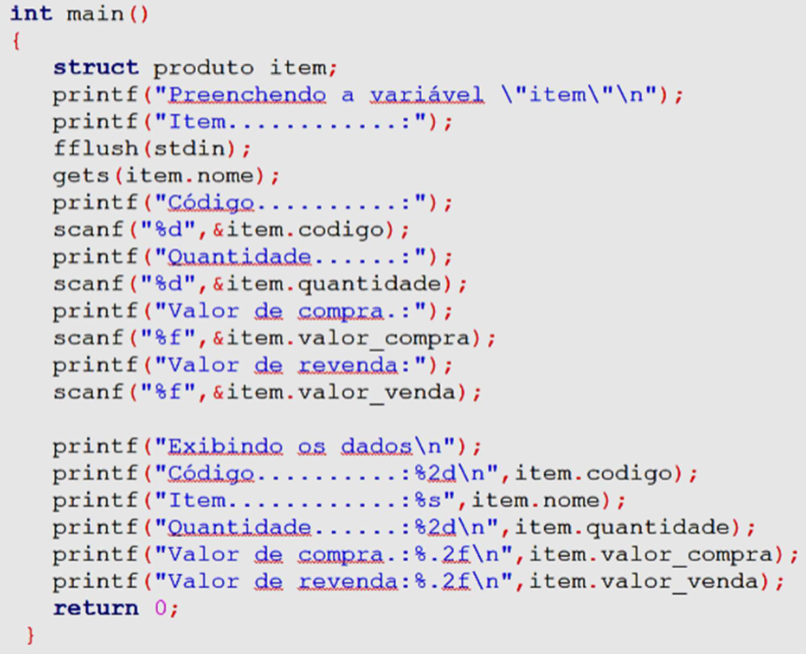 int main()
{
struct produto item;
printf("Preenchendo a variável \"item\"\n");
printf("Item............:");
fflush(stdin);
gets(item.nome);
printf("Código..........:");
scanf("%d",&item.codigo);
printf("Quantidade......:");
scanf("%d",&item.quantidade);
printf("Valor de compra.:");
scanf("%f",&item.valor_compra);
printf("Valor de revenda:");
scanf("%f",&item.valor_venda);
printf("Exibindo os dados\n");
printf("Código..........:%2d\n",item.codigo);
printf("Item............:%s",item.nome);
printf("Quantidade......:%2d\n",item.quantidade);
printf("Valor de compra.:%.2f\n",item.valor_compra);
printf("Valor de revenda:%.2f\n",item.valor_venda);
return 0;
}